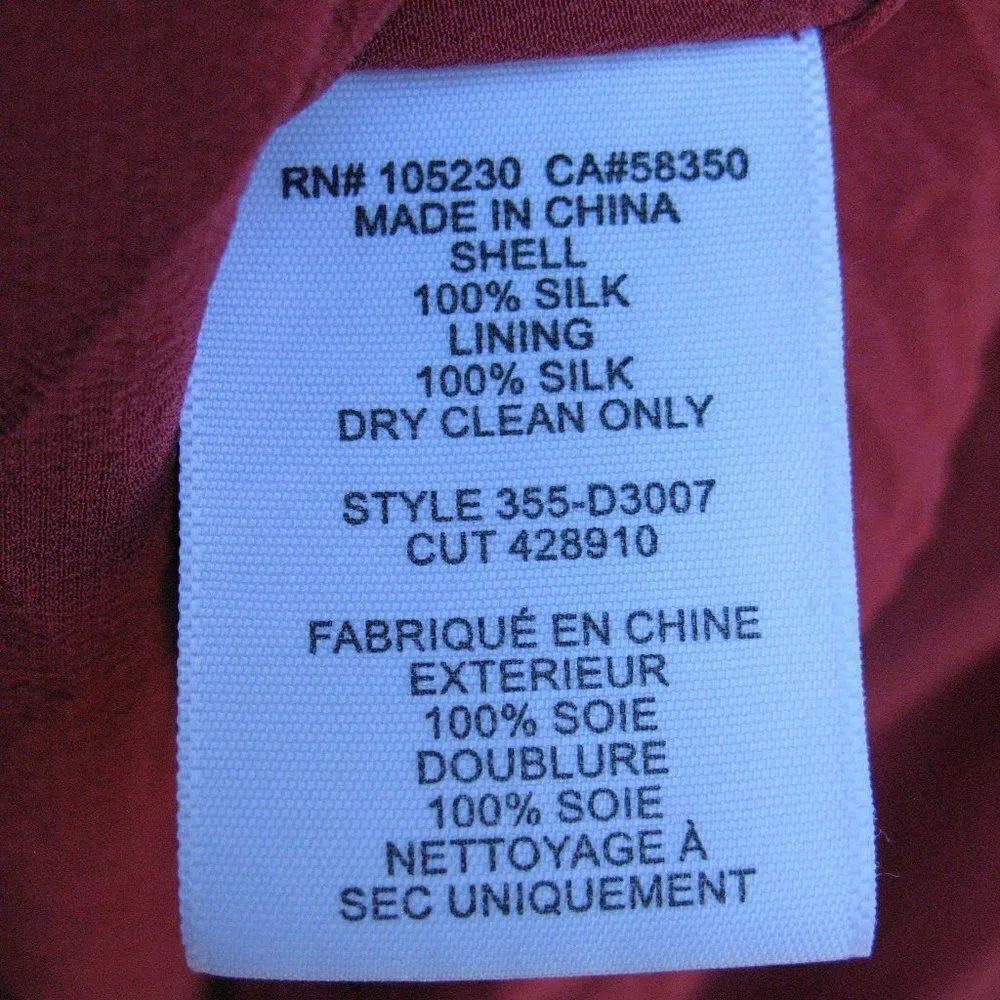 RN# 105230 CA#58350
MADE IN CHINA
SHELL
100% SILK
LINING
100% SILK
DRY CLEAN ONLY
STYLE 355-D3007
CUT 428910
FABRIQUÉ EN CHINE
EXTERIEUR
100% SOIE
DOUBLURE
100% SOIE
NETTOYAGE À
SEC UNIQUEMENT